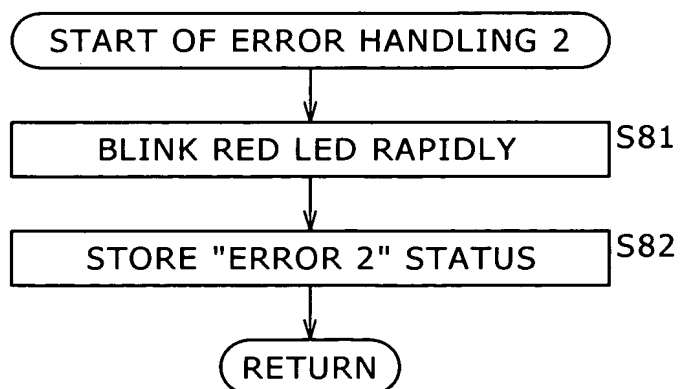 START OF ERROR HANDLING 2
BLINK RED LED RAPIDLY
S81
STORE "ERROR 2" STATUS
S82
RETURN